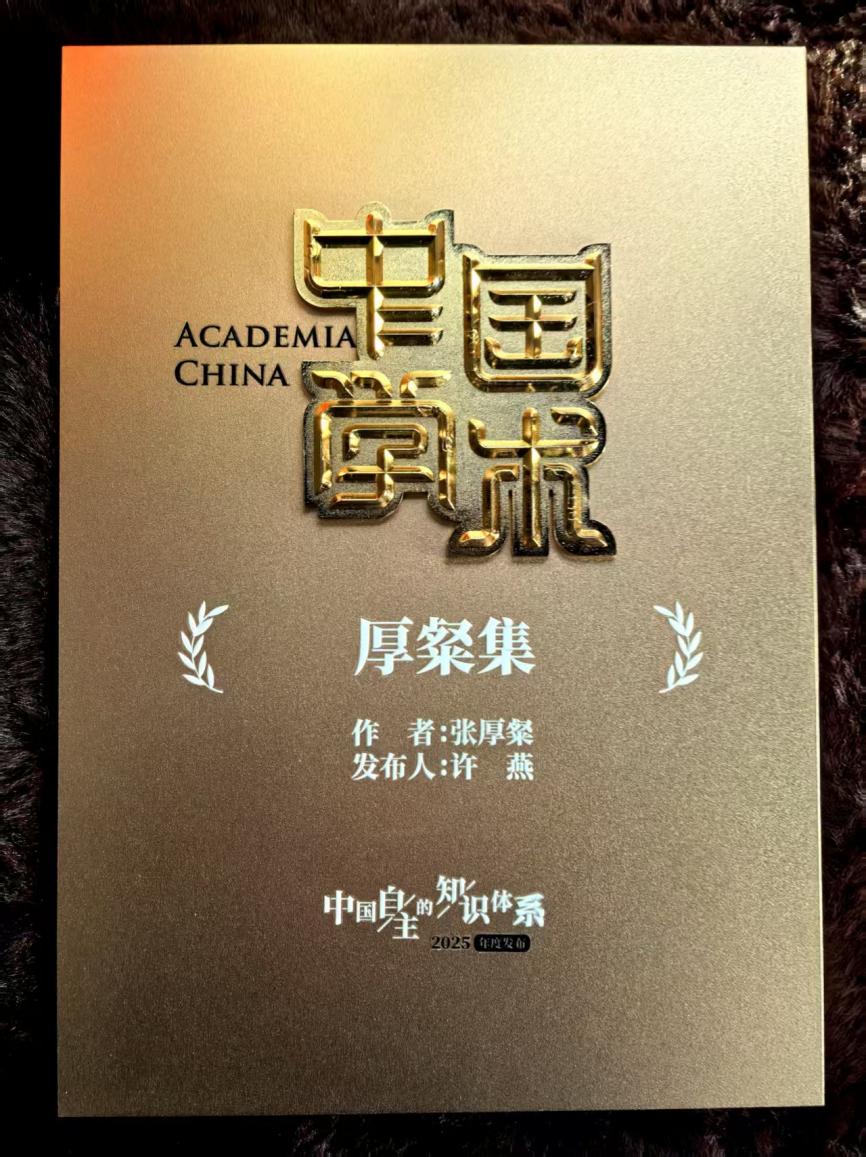 中国
学术
ACADEMIA
CHINA
厚粲集
作 者:张厚粲
发布人:许 燕
中国自主的知识体系
2025 年度发布